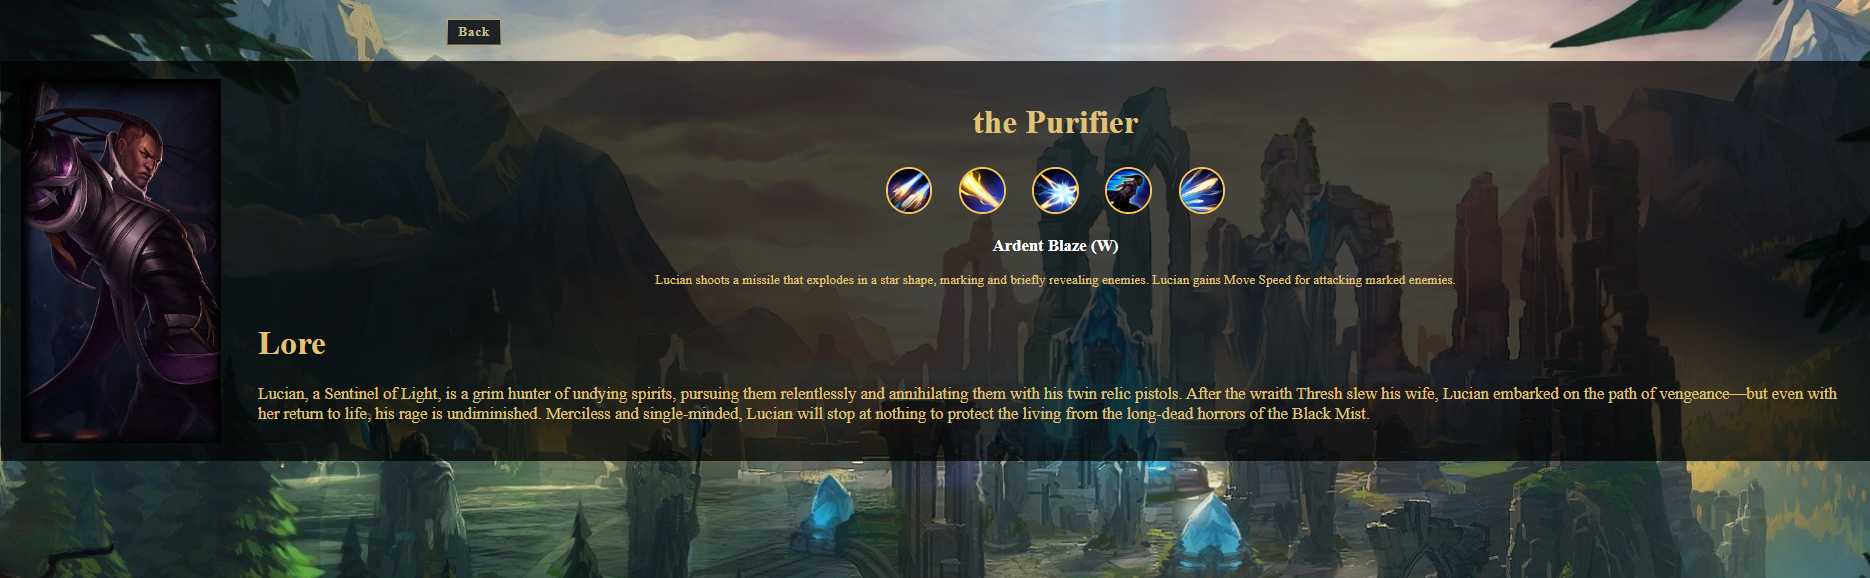 Back
the Purifier
Ardent Blaze (W)
Lucian shoots a missile that explodes in a star shape, marking and briefly revealing enemies. Lucian gains Move Speed for attacking marked enemies.
Lore
Lucian, a Sentinel of Light, is a grim hunter of undying spirits, pursuing them relentlessly and annihilating them with his twin relic pistols. After the wraith Thresh slew his wife, Lucian embarked on the path of vengeance—but even with
her return to life, his rage is undiminished. Merciless and single-minded, Lucian will stop at nothing to protect the living from the long-dead horrors of the Black Mist.